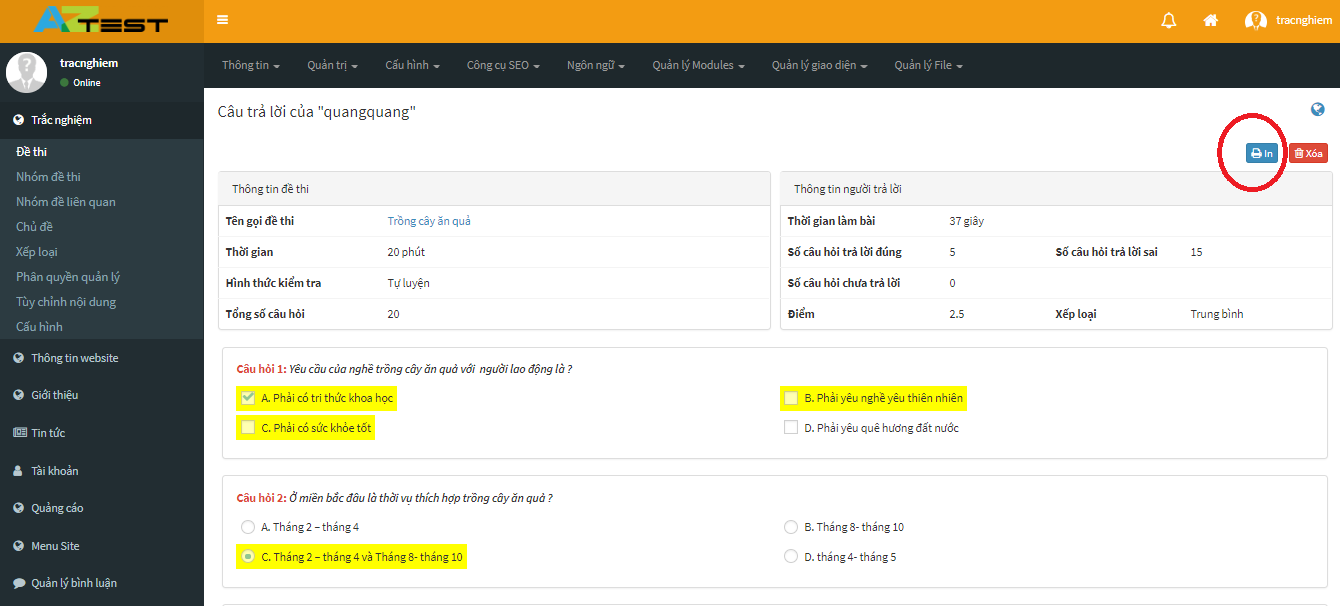 AZTEST
tracnghiem
tracnghiem
Online
Thông tin
Quản trị
Cấu hình
Công cụ SEO
Ngôn ngữ
Quản lý Modules
Quản lý giao diện
Quản lý File
Trắc nghiệm
Đề thi
Nhóm đề thi
Nhóm đề liên quan
Chủ đề
Xếp loại
Phân quyền quản lý
Tùy chỉnh nội dung
Cấu hình
Thông tin website
Giới thiệu
Tin tức
Tài khoản
Quảng cáo
Menu Site
Quản lý bình luận
Câu trả lời của "quangquang"
In
Xóa
Thông tin đề thi
Tên gọi đề thi Trồng cây ăn quả
Thời gian 20 phút
Hình thức kiểm tra Tự luyện
Tổng số câu hỏi 20
Thông tin người trả lời
Thời gian làm bài 37 giây
Số câu hỏi trả lời đúng 5 Số câu hỏi trả lời sai 15
Số câu hỏi chưa trả lời 0
Điểm 2.5 Xếp loại Trung bình
Câu hỏi 1: Yêu cầu của nghề trồng cây ăn quả với người lao động là ?
A. Phải có tri thức khoa học
B. Phải yêu nghề yêu thiên nhiên
C. Phải có sức khỏe tốt
D. Phải yêu quê hương đất nước
Câu hỏi 2: Ở miền bắc đâu là thời vụ thích hợp trồng cây ăn quả ?
A. Tháng 2 – tháng 4
B. Tháng 8- tháng 10
C. Tháng 2 – tháng 4 và Tháng 8- tháng 10
D. tháng 4- tháng 5